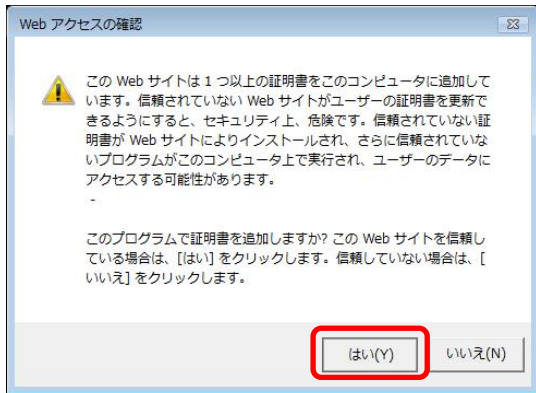 Web アクセスの確認
この Web サイトは 1 つ以上の証明書をこのコンピュータに追加して
います。信頼されていない Web サイトがユーザーの証明書を更新で
きるようにすると、セキュリティ上、危険です。信頼されていない証
明書が Web サイトによりインストールされ、さらに信頼されていな
いプログラムがこのコンピュータ上で実行され、ユーザーのデータに
アクセスする可能性があります。
-
このプログラムで証明書を追加しますか? この Web サイトを信頼し
ている場合は、[はい] をクリックします。信頼していない場合は、[
いいえ] をクリックします。
はい(Y) いいえ(N)